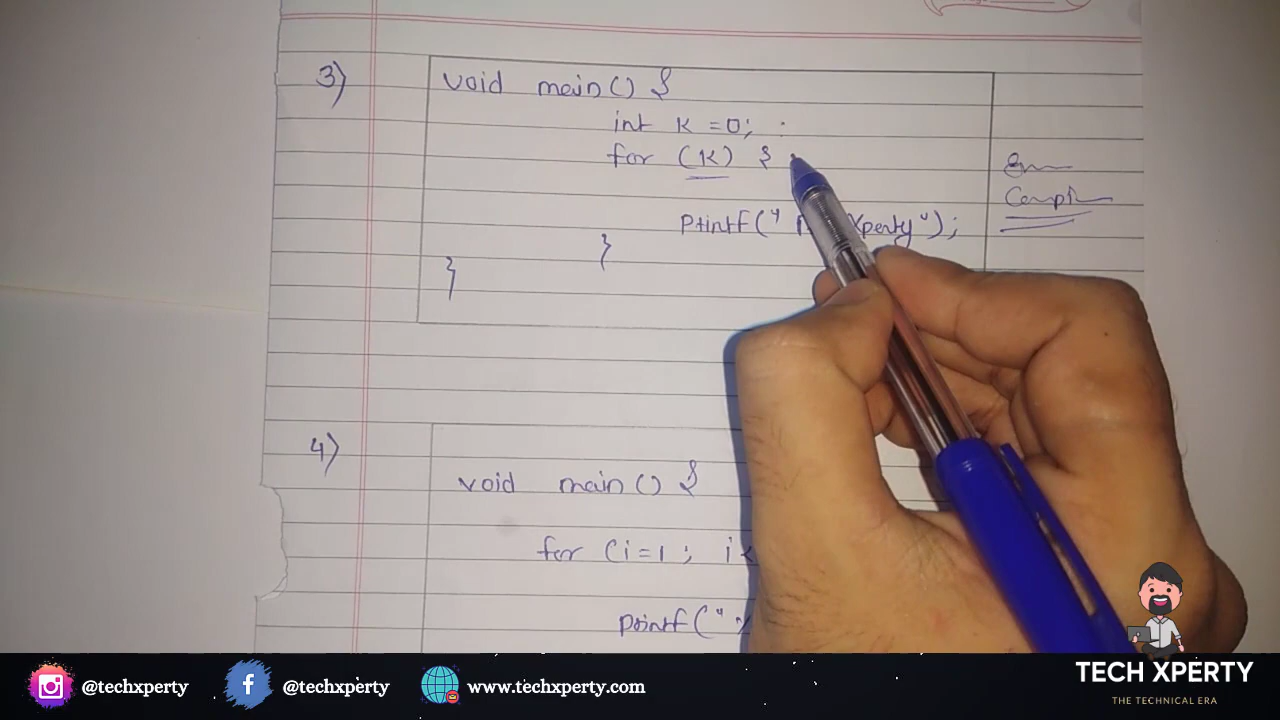 3)
void main() {
int k = 0;
for (k) {
printf(" Xperty");
}
}
4)
void main() {
for (i=1; i<
printf("
@techxperty
@techxperty
www.techxperty.com
TECH XPERTY
THE TECHNICAL ERA